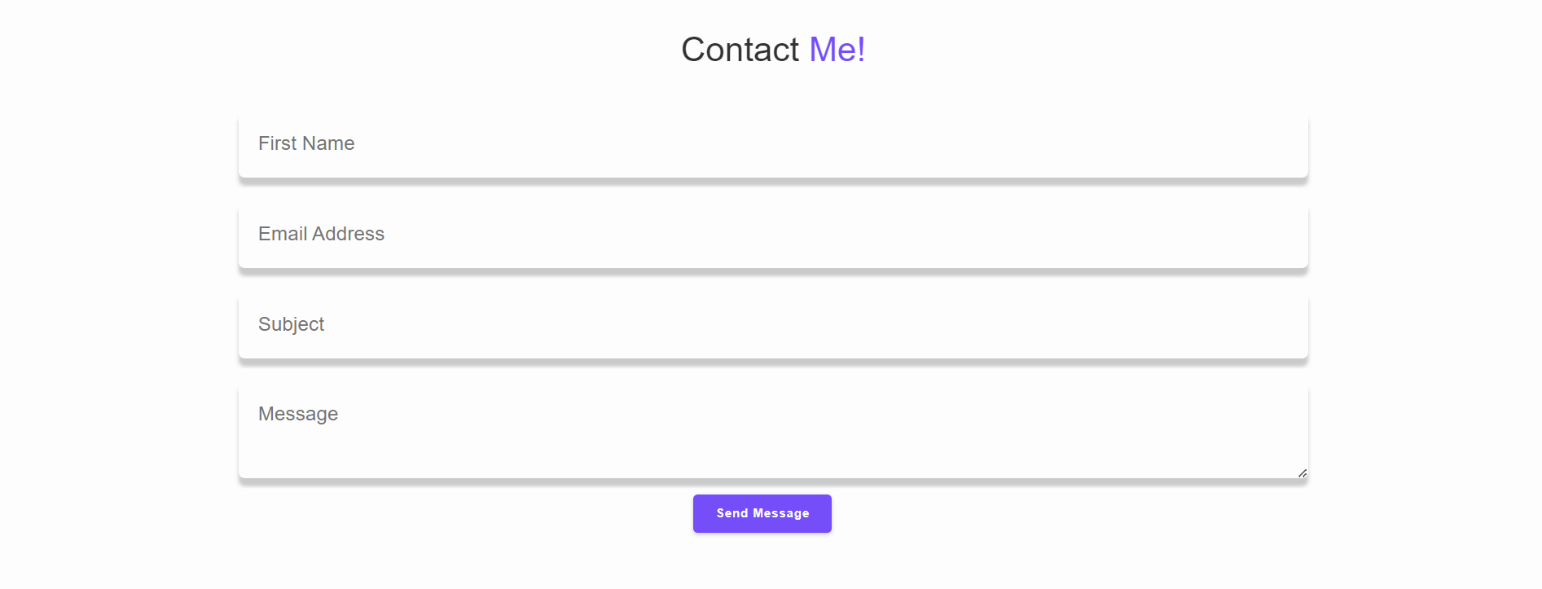 Contact Me!
First Name
Email Address
Subject
Message
Send Message